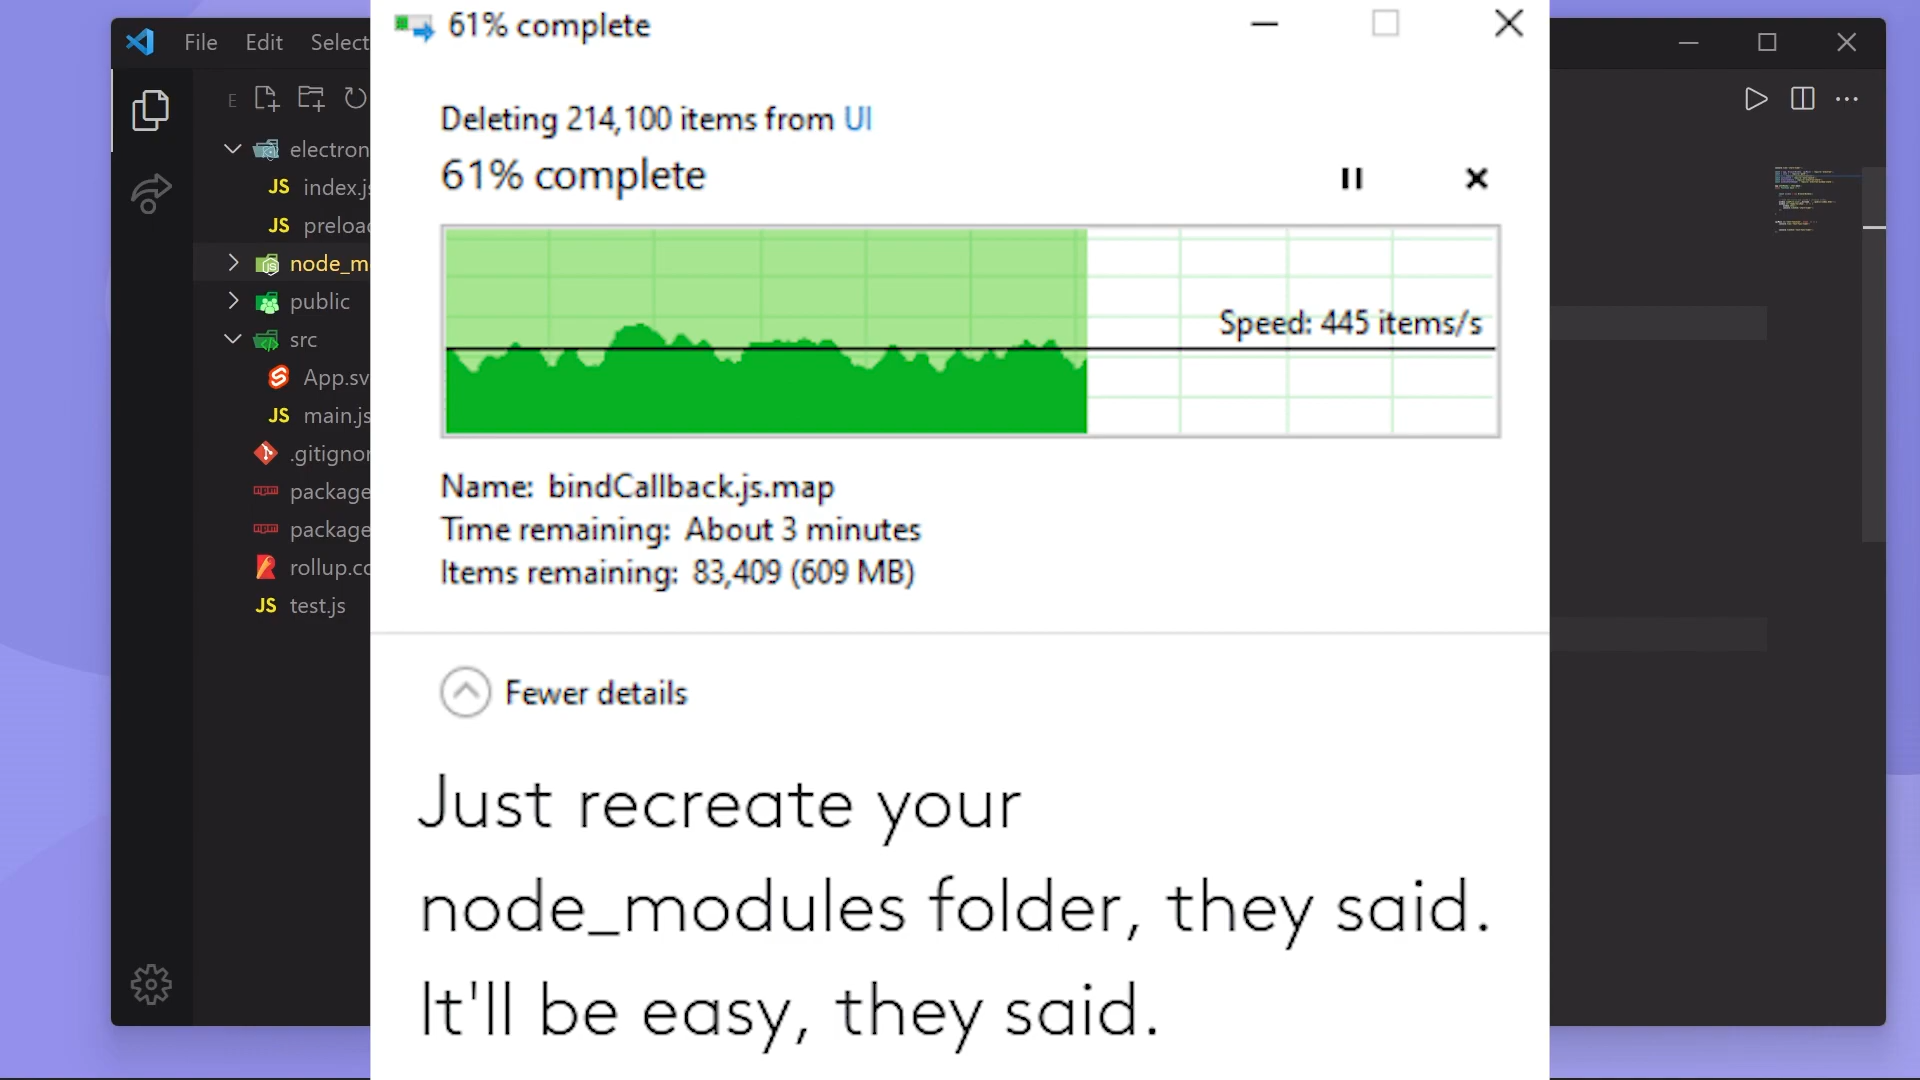 File Edit Select
61% complete
Deleting 214,100 items from UI
61% complete
Speed: 445 items/s
Name: bindCallback.js.map
Time remaining: About 3 minutes
Items remaining: 83,409 (609 MB)
Fewer details
Just recreate your
node_modules folder, they said.
It'll be easy, they said.
E
electron
JS index.js
JS preload
node_m
public
src
App.sv
JS main.js
.gitignor
package
package
rollup.co
JS test.js